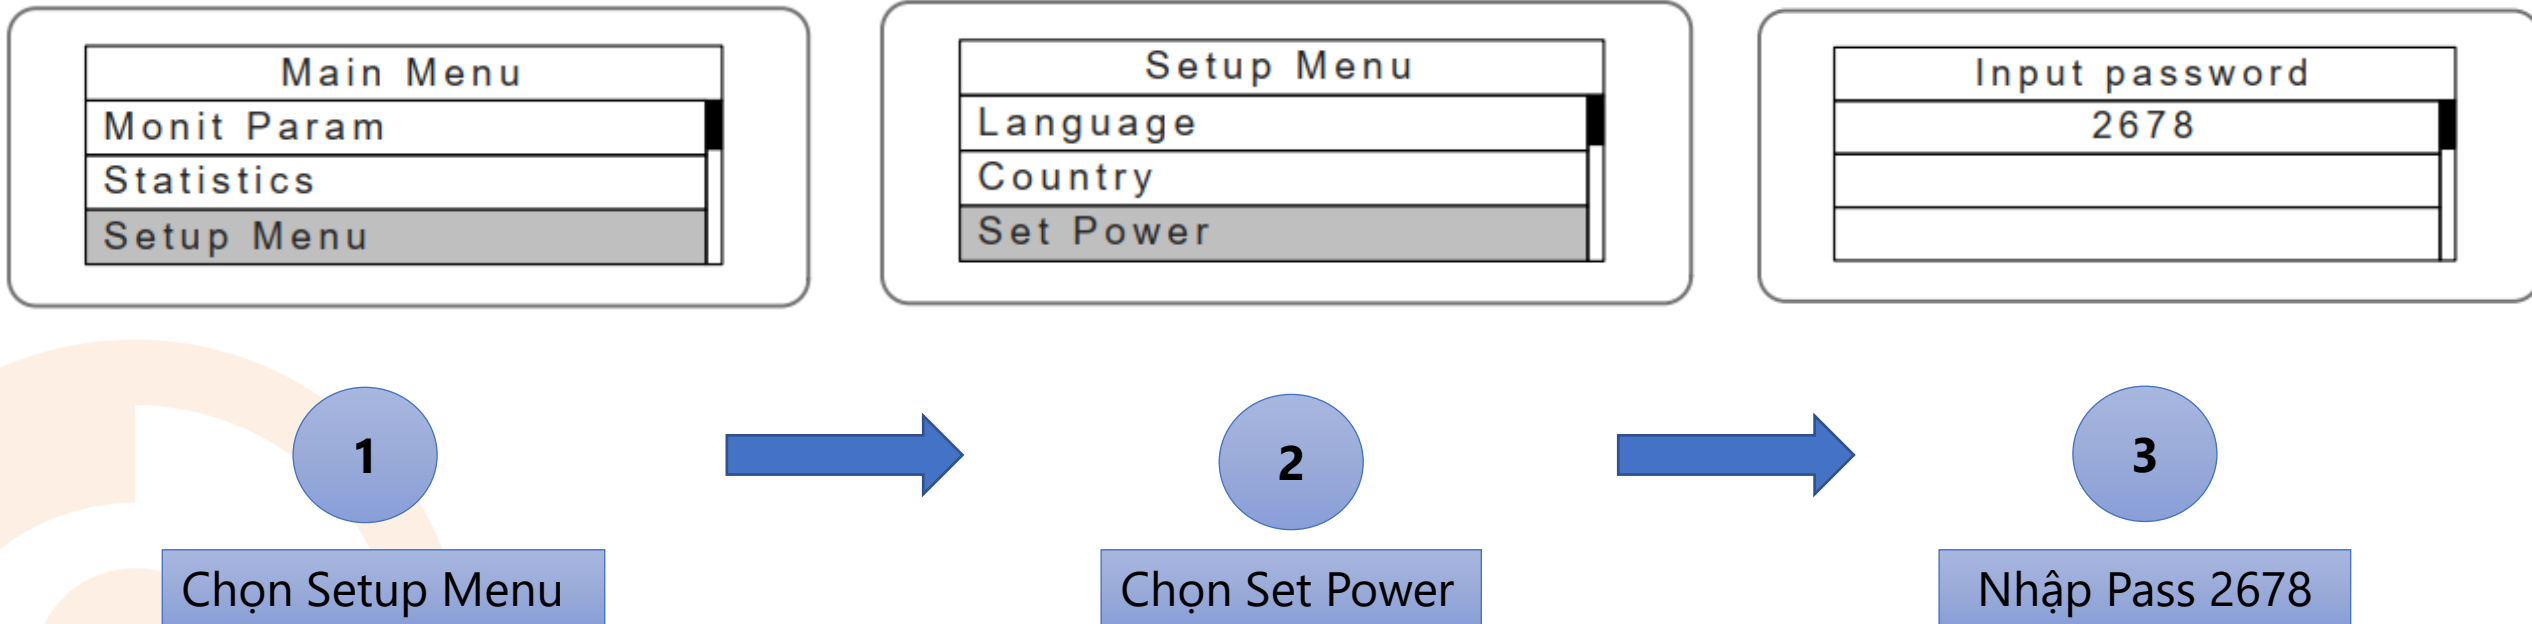 Main Menu
Monit Param
Statistics
Setup Menu
Setup Menu
Language
Country
Set Power
Input password
2678
1
2
3
Chọn Setup Menu
Chọn Set Power
Nhập Pass 2678